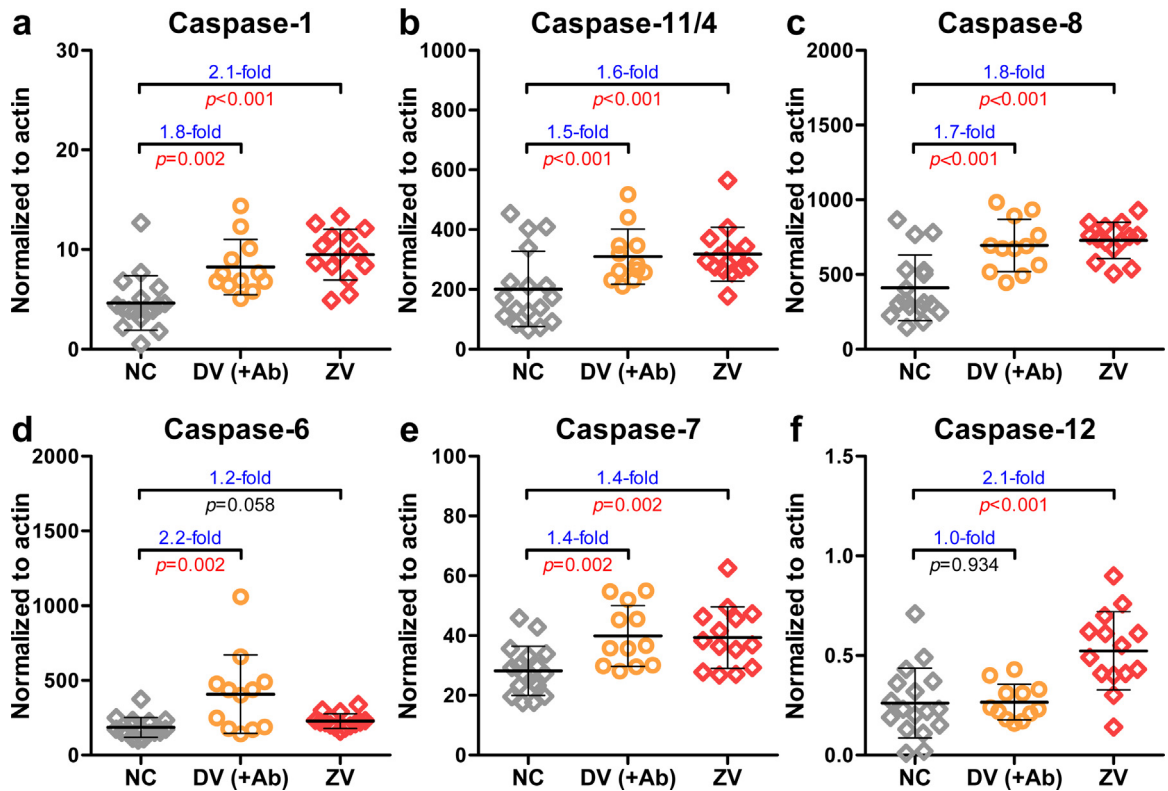 a Caspase-1
Normalized to actin
30
20
10
0
2.1-fold
p<0.001
1.8-fold
p=0.002
NC DV (+Ab) ZV
b Caspase-11/4
Normalized to actin
1000
800
600
400
200
0
1.6-fold
p<0.001
1.5-fold
p<0.001
NC DV (+Ab) ZV
c Caspase-8
Normalized to actin
2000
1500
1000
500
0
1.8-fold
p<0.001
1.7-fold
p<0.001
NC DV (+Ab) ZV
d Caspase-6
Normalized to actin
2000
1500
1000
500
0
1.2-fold
p=0.058
2.2-fold
p=0.002
NC DV (+Ab) ZV
e Caspase-7
Normalized to actin
100
80
60
40
20
0
1.4-fold
p=0.002
1.4-fold
p=0.002
NC DV (+Ab) ZV
f Caspase-12
Normalized to actin
1.5
1.0
0.5
0.0
2.1-fold
p<0.001
1.0-fold
p=0.934
NC DV (+Ab) ZV